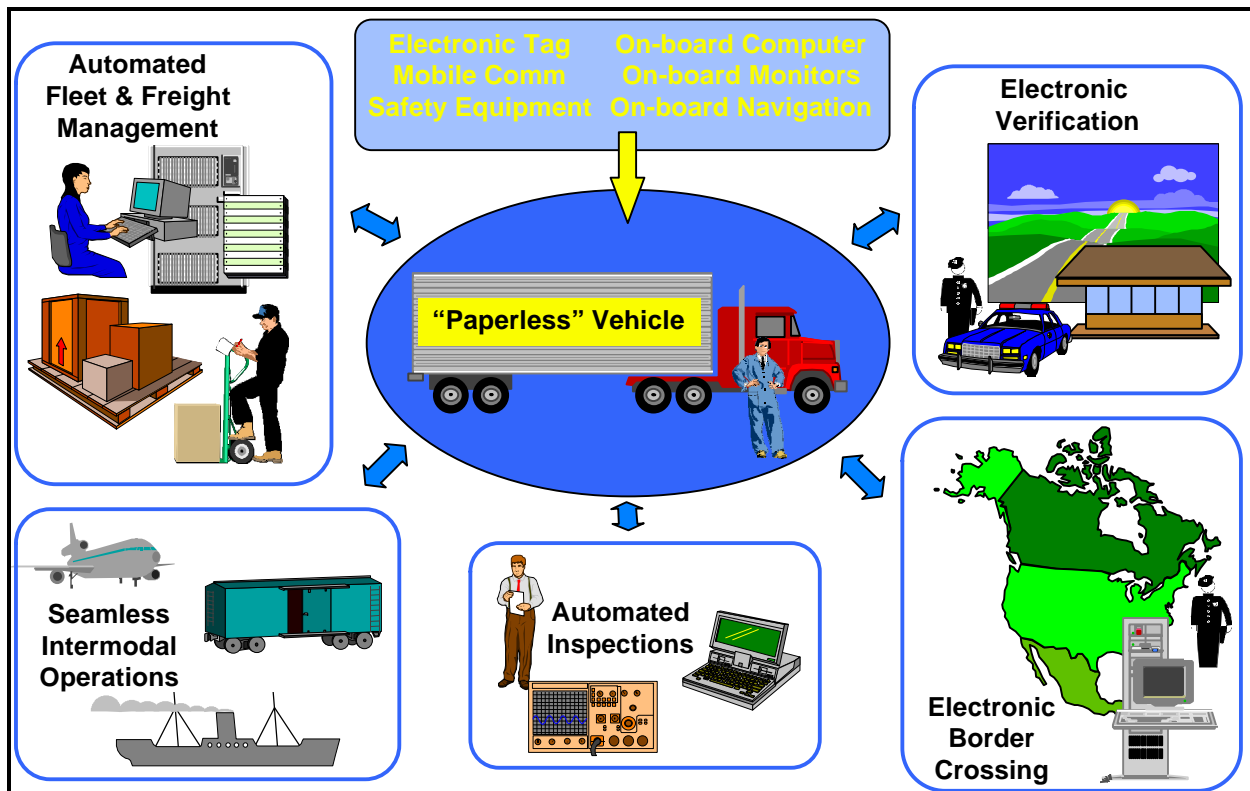 Automated
Fleet & Freight
Management
Electronic Tag
Mobile Comm
Safety Equipment
On-board Computer
On-board Monitors
On-board Navigation
Electronic
Verification
“Paperless” Vehicle
Seamless
Intermodal
Operations
Automated
Inspections
Electronic
Border
Crossing